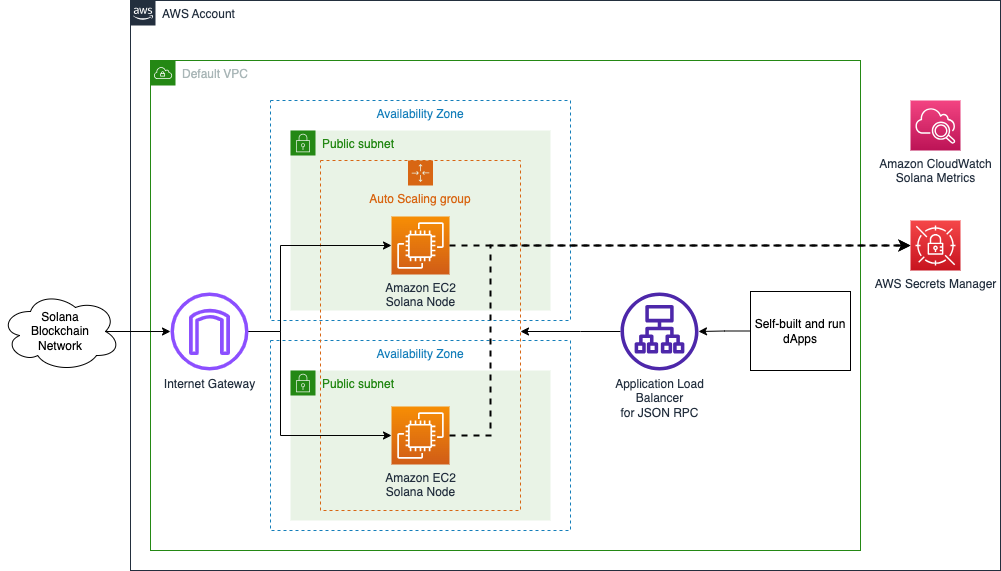 aws
AWS Account
Default VPC
Availability Zone
Public subnet
Auto Scaling group
Amazon EC2
Solana Node
Amazon CloudWatch
Solana Metrics
AWS Secrets Manager
Solana
Blockchain
Network
Internet Gateway
Availability Zone
Public subnet
Amazon EC2
Solana Node
Application Load
Balancer
for JSON RPC
Self-built and run
dApps